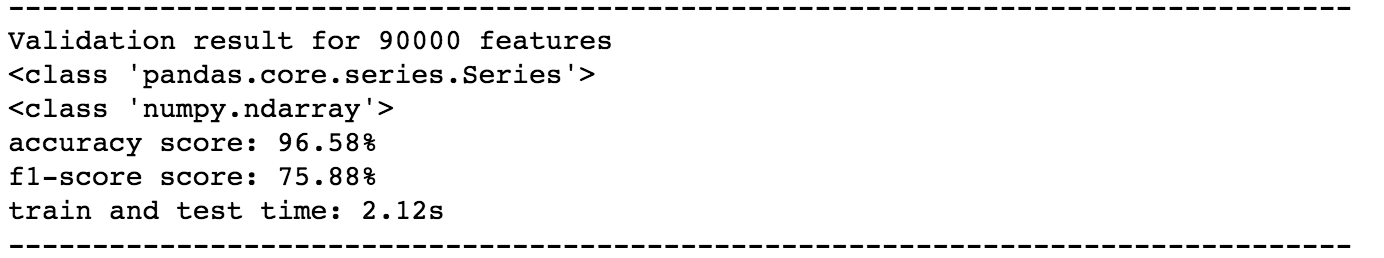 --------------------------------------------------------------------------------
Validation result for 90000 features
<class 'pandas.core.series.Series'>
<class 'numpy.ndarray'>
accuracy score: 96.58%
f1-score score: 75.88%
train and test time: 2.12s
--------------------------------------------------------------------------------